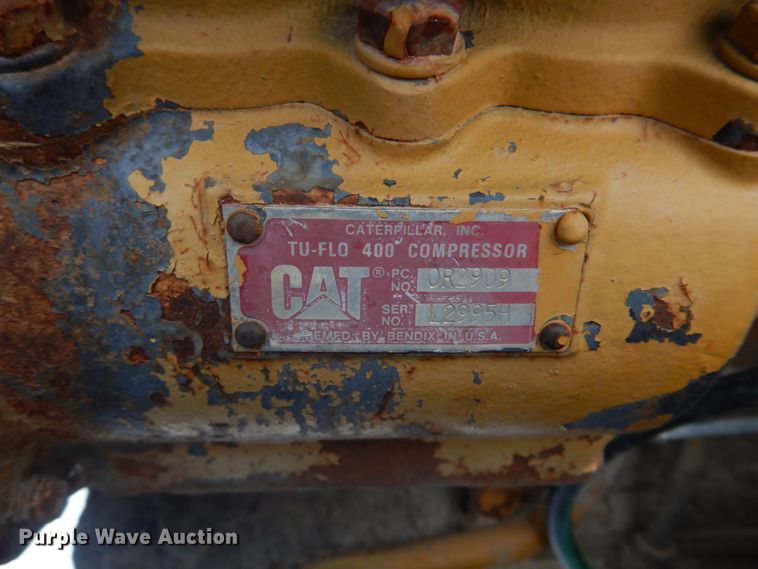 CATERPILLAR, INC.
TU-FLO 400 COMPRESSOR
CAT ® PC. NO. 0R2909
SER. NO. L2995H
REMFD. BY BENDIX IN U.S.A.
Purple Wave Auction